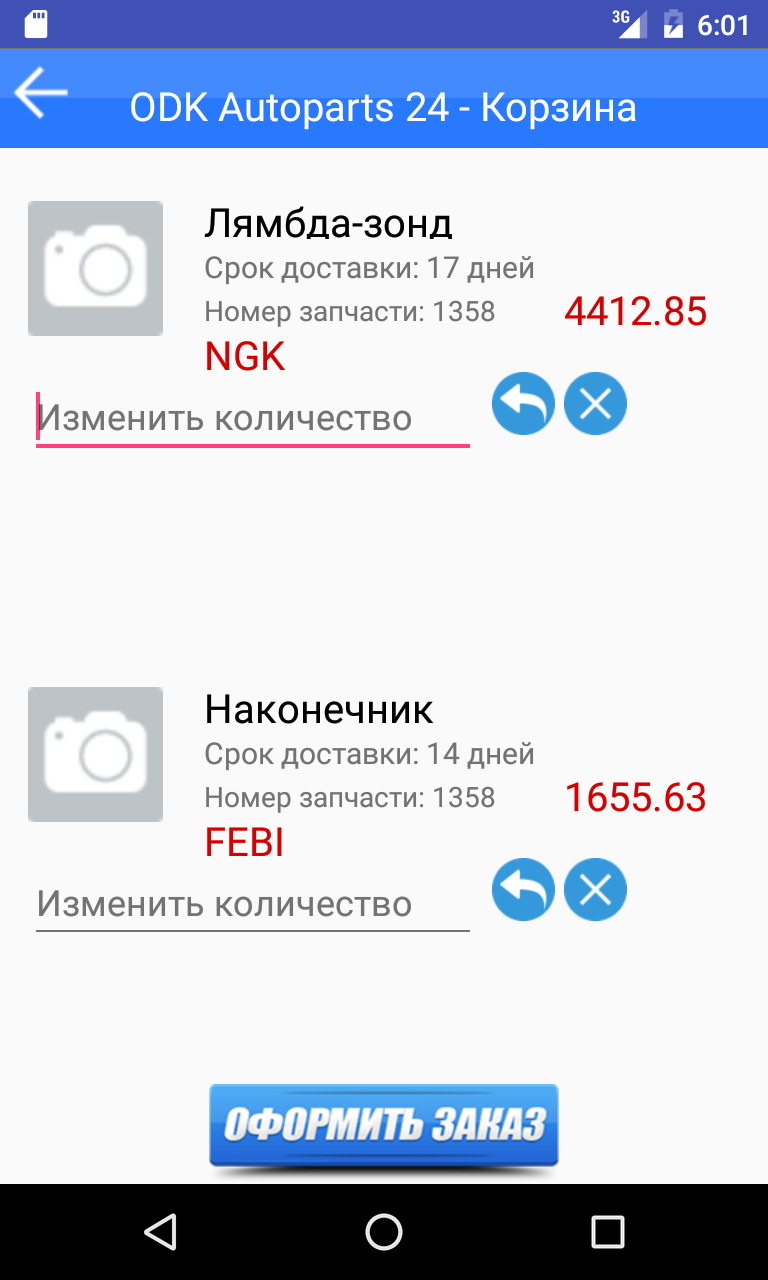 3G 6:01
ODK Autoparts 24 - Корзина
Лямбда-зонд
Срок доставки: 17 дней
Номер запчасти: 1358 4412.85
NGK
Изменить количество
Наконечник
Срок доставки: 14 дней
Номер запчасти: 1358 1655.63
FEBI
Изменить количество
ОФОРМИТЬ ЗАКАЗ